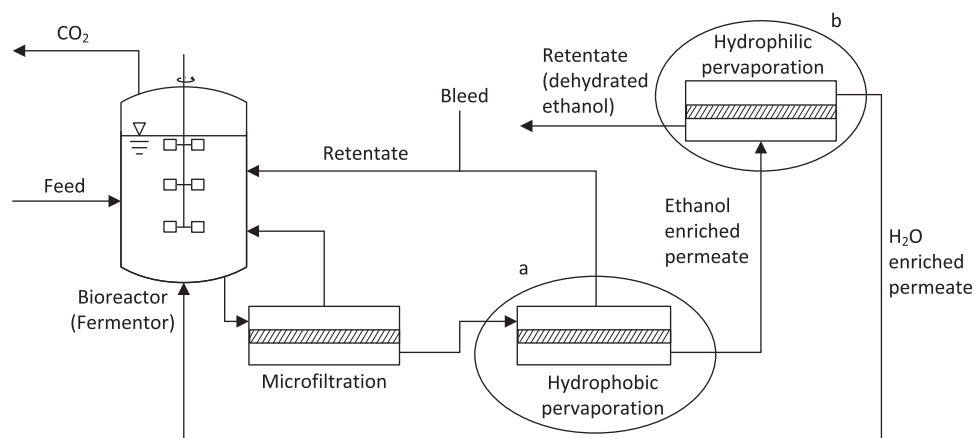 CO₂
b
Hydrophilic
pervaporation
Retentate
(dehydrated
ethanol)
Bleed
Retentate
Feed
Ethanol
enriched
permeate
H₂O
enriched
permeate
a
Bioreactor
(Fermentor)
Microfiltration
Hydrophobic
pervaporation